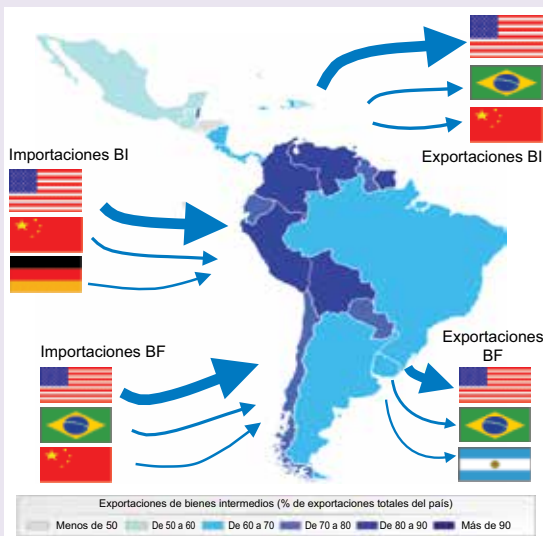 Importaciones BI
Exportaciones BI
Importaciones BF
Exportaciones
BF
Exportaciones de bienes intermedios (% de exportaciones totales del país)
Menos de 50 De 50 a 60 De 60 a 70 De 70 a 80 De 80 a 90 Más de 90